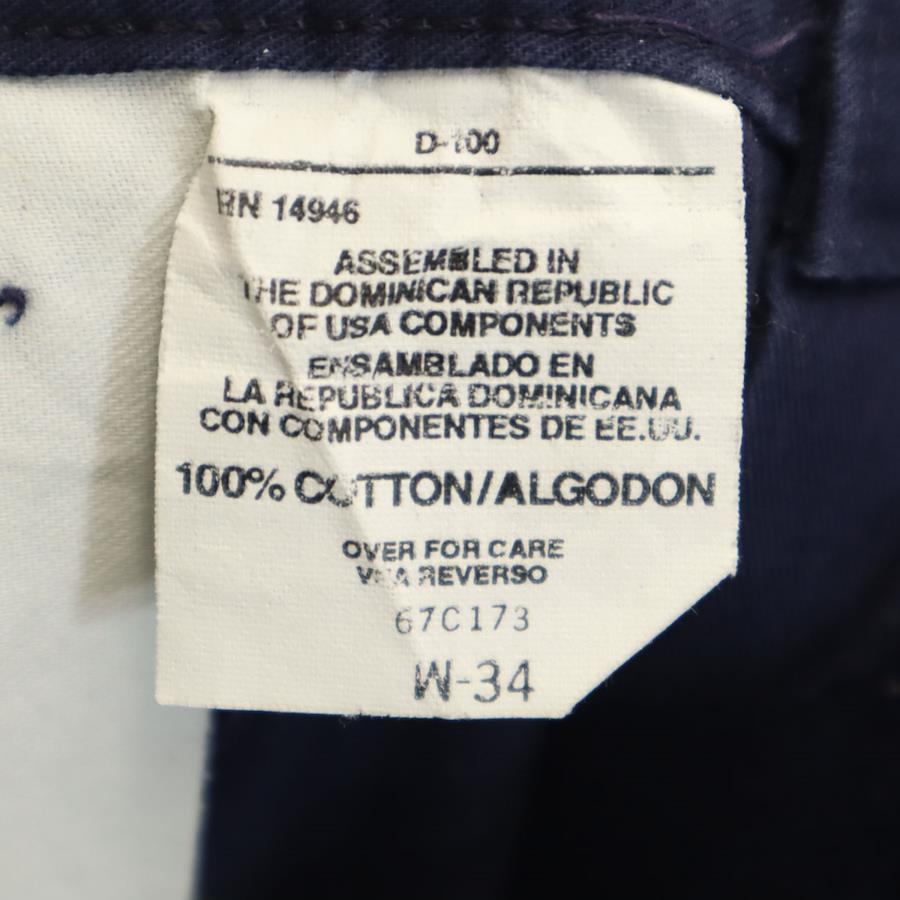 D-100
RN 14946
ASSEMBLED IN
THE DOMINICAN REPUBLIC
OF USA COMPONENTS
ENSAMBLADO EN
LA REPUBLICA DOMINICANA
CON COMPONENTES DE EE.UU.
100% COTTON/ALGODON
OVER FOR CARE
REVERSO
67C173
W-34